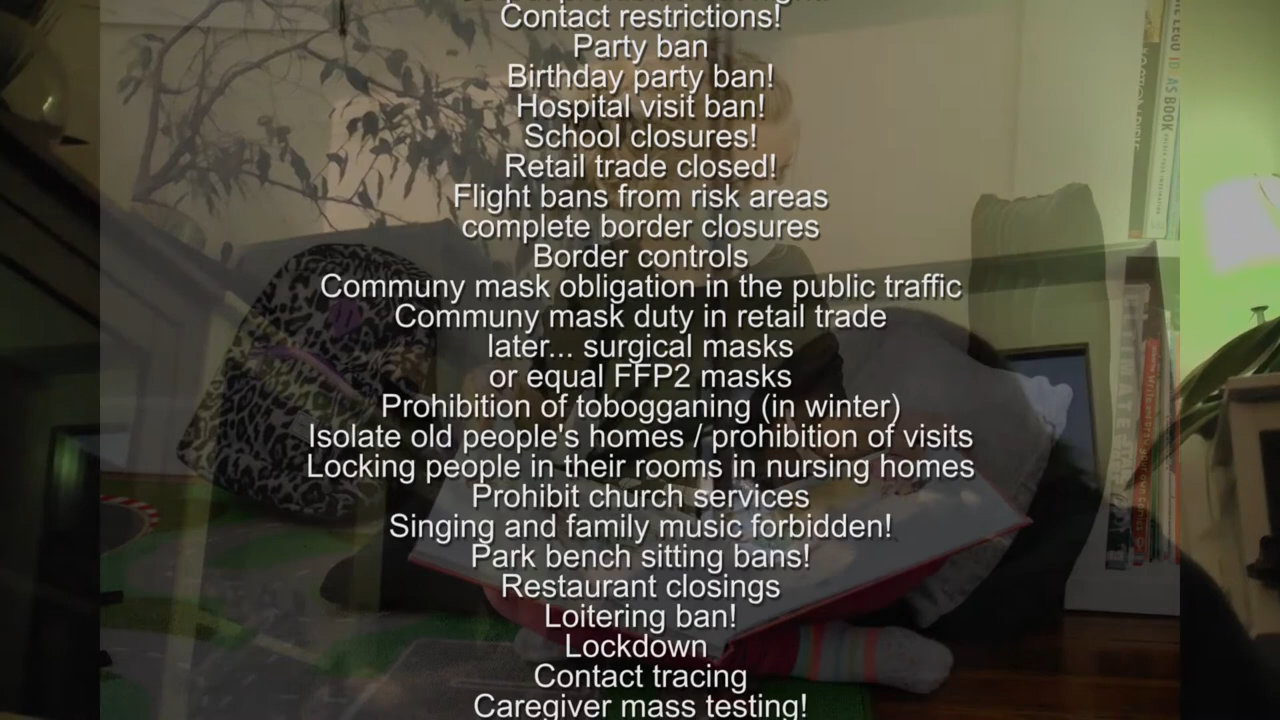 Contact restrictions!
Party ban
Birthday party ban!
Hospital visit ban!
School closures!
Retail trade closed!
Flight bans from risk areas
complete border closures
Border controls
Communy mask obligation in the public traffic
Communy mask duty in retail trade
later... surgical masks
or equal FFP2 masks
Prohibition of tobogganing (in winter)
Isolate old people's homes / prohibition of visits
Locking people in their rooms in nursing homes
Prohibit church services
Singing and family music forbidden!
Park bench sitting bans!
Restaurant closings
Loitering ban!
Lockdown
Contact tracing
Caregiver mass testing!
AS BOOK